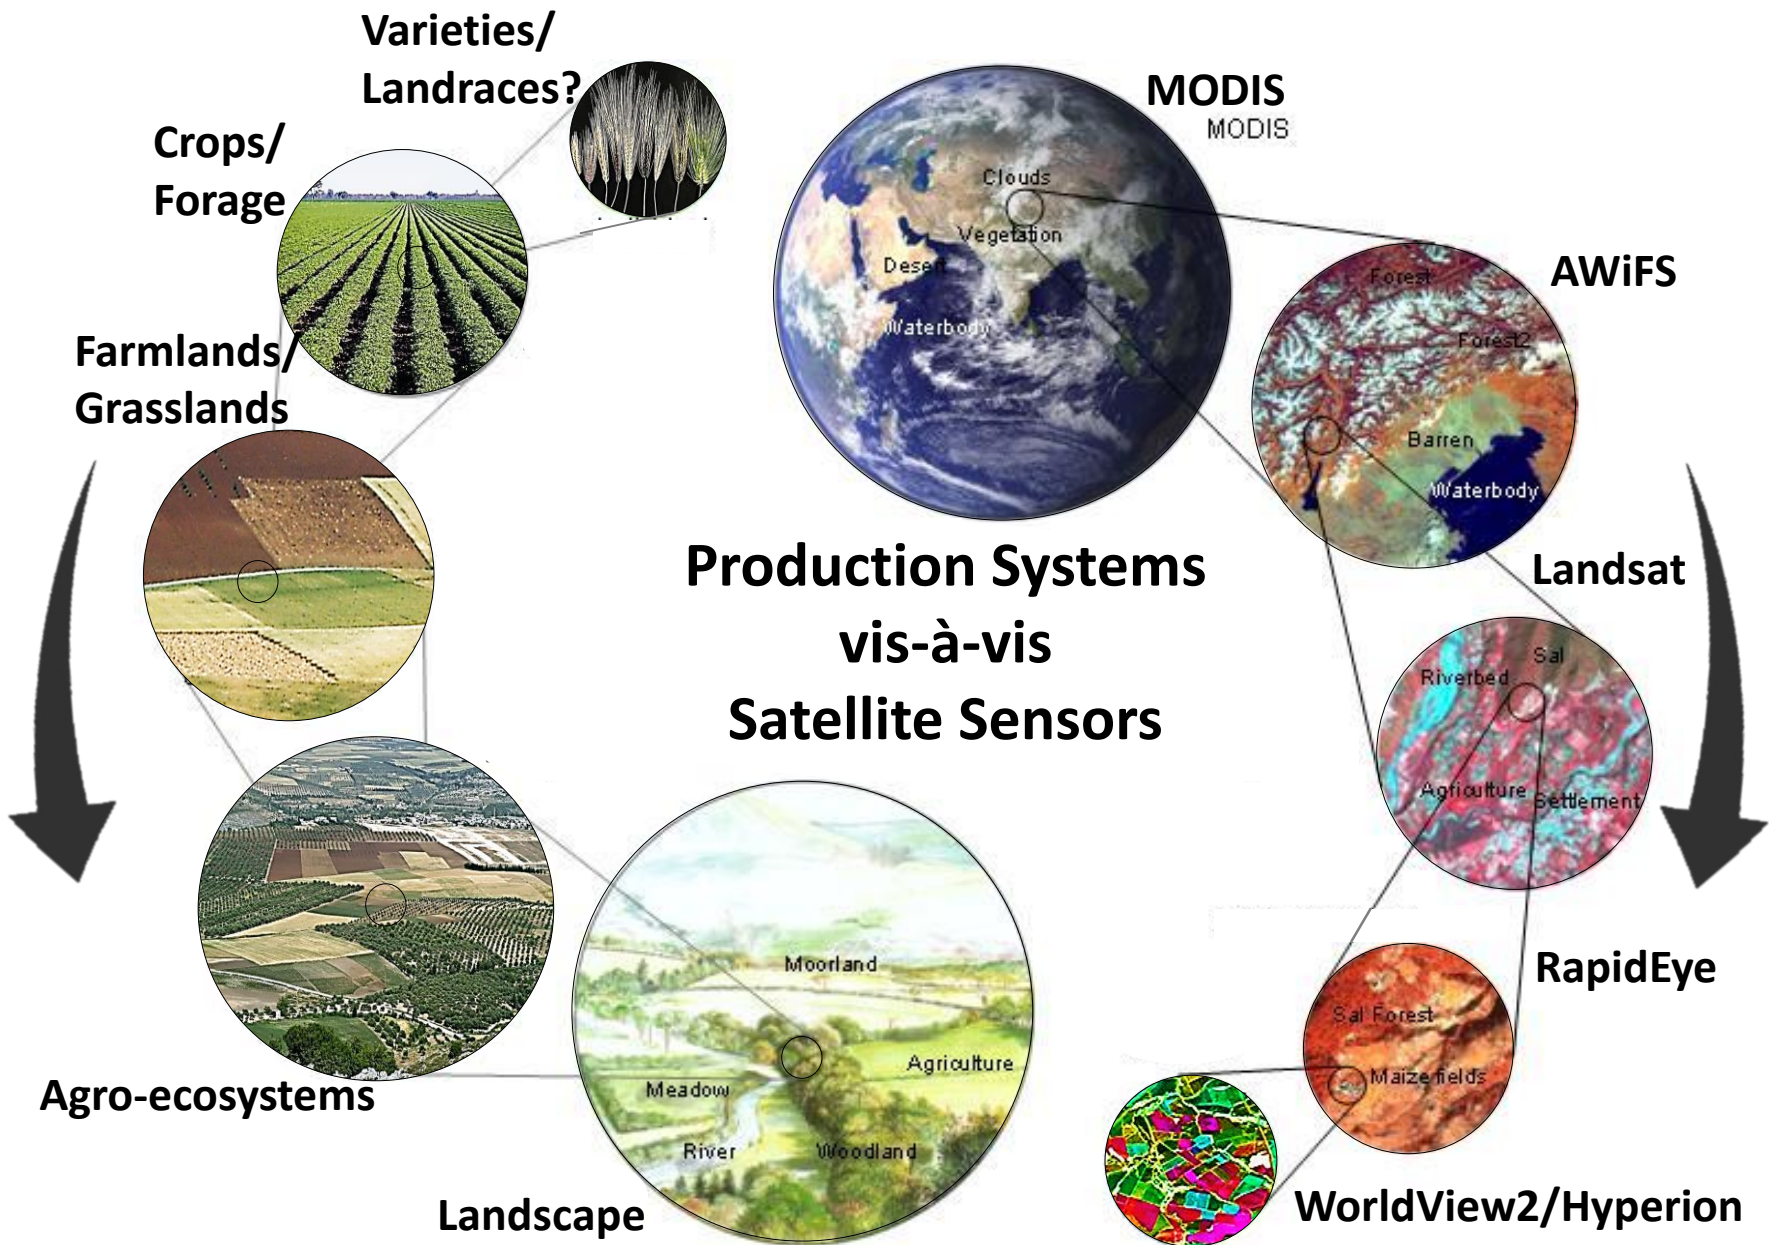 Varieties/
Landraces?
Crops/
Forage
Farmlands/
Grasslands
Agro-ecosystems
Landscape
Moorland
Agriculture
Meadow
River
Woodland
Production Systems
vis-à-vis
Satellite Sensors
MODIS
MODIS
Clouds
Vegetation
Desert
Waterbody
AWiFS
Forest
Forest2
Barren
Waterbody
Landsat
Sal
Riverbed
Agriculture
Settlement
RapidEye
Sal Forest
Maize fields
WorldView2/Hyperion